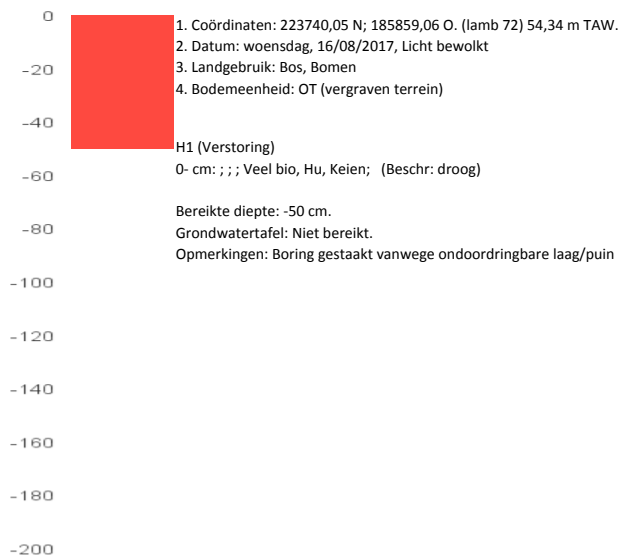 0
-20
-40
-60
-80
-100
-120
-140
-160
-180
-200
1. Coördinaten: 223740,05 N; 185859,06 O. (lamb 72) 54,34 m TAW.
2. Datum: woensdag, 16/08/2017, Licht bewolkt
3. Landgebruik: Bos, Bomen
4. Bodemeenheid: OT (vergraven terrein)
H1 (Verstoring)
0- cm: ; ; ; Veel bio, Hu, Keien;   (Beschr: droog)
Bereikte diepte: -50 cm.
Grondwatertafel: Niet bereikt.
Opmerkingen: Boring gestaakt vanwege ondoordringbare laag/puin